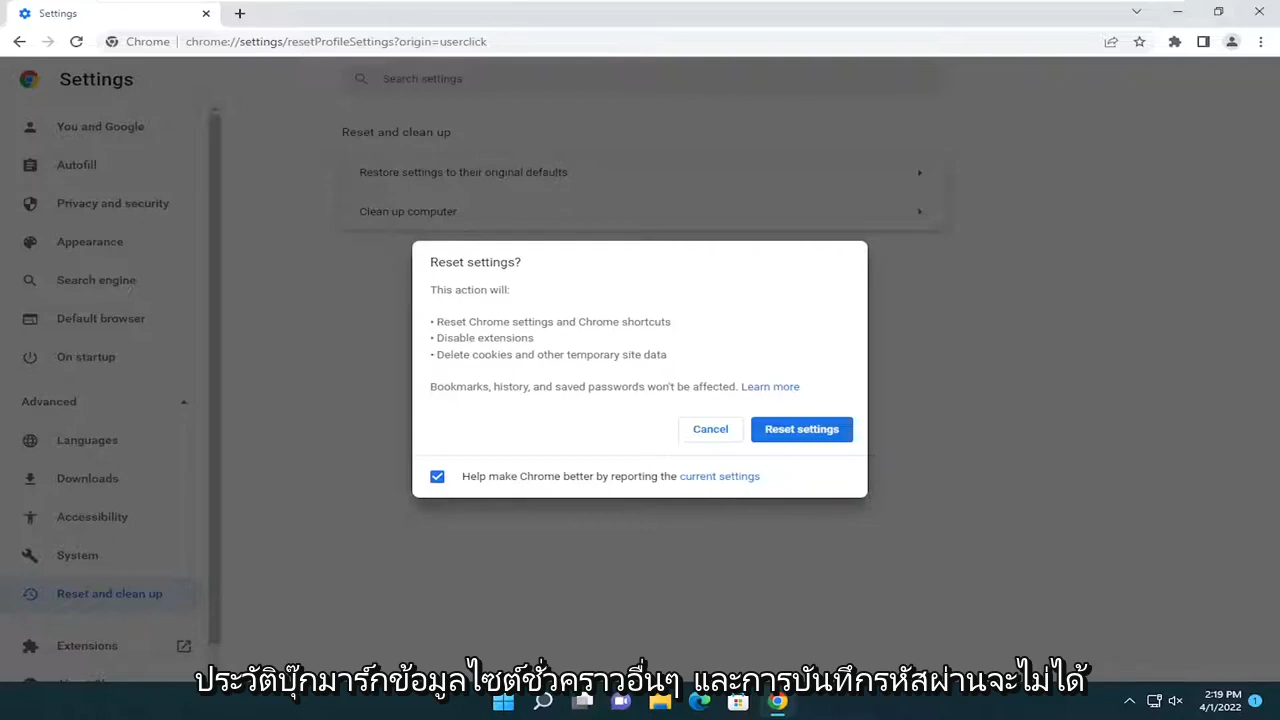 Settings
Chrome
chrome://settings/resetProfileSettings?origin=userclick
Settings
Search settings
You and Google
Autofill
Privacy and security
Appearance
Search engine
Default browser
On startup
Advanced
Languages
Downloads
Accessibility
System
Reset and clean up
Extensions
Reset and clean up
Restore settings to their original defaults
Clean up computer
Reset settings?
This action will:
• Reset Chrome settings and Chrome shortcuts
• Disable extensions
• Delete cookies and other temporary site data
Bookmarks, history, and saved passwords won't be affected. Learn more
Cancel
Reset settings
Help make Chrome better by reporting the current settings
ประวัติบุ๊กมาร์กข้อมูลไซต์ชั่วคราวอื่นๆ และการบันทึกรหัสผ่านจะไม่ได้
2:19 PM
4/1/2022
1